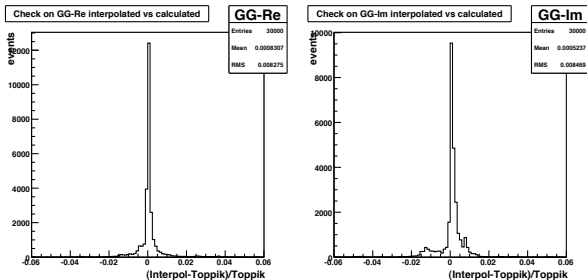 Check on GG-Re interpolated vs calculated
GG-Re
Entries 30000
Mean 0.0008307
RMS 0.008275
events
12000
10000
8000
6000
4000
2000
0
-0.06 -0.04 -0.02 0 0.02 0.04 0.06
(Interpol-Toppik)/Toppik
Check on GG-Im interpolated vs calculated
GG-Im
Entries 30000
Mean 0.0005237
RMS 0.008469
events
10000
8000
6000
4000
2000
0
-0.06 -0.04 -0.02 0 0.02 0.04 0.06
(Interpol-Toppik)/Toppik